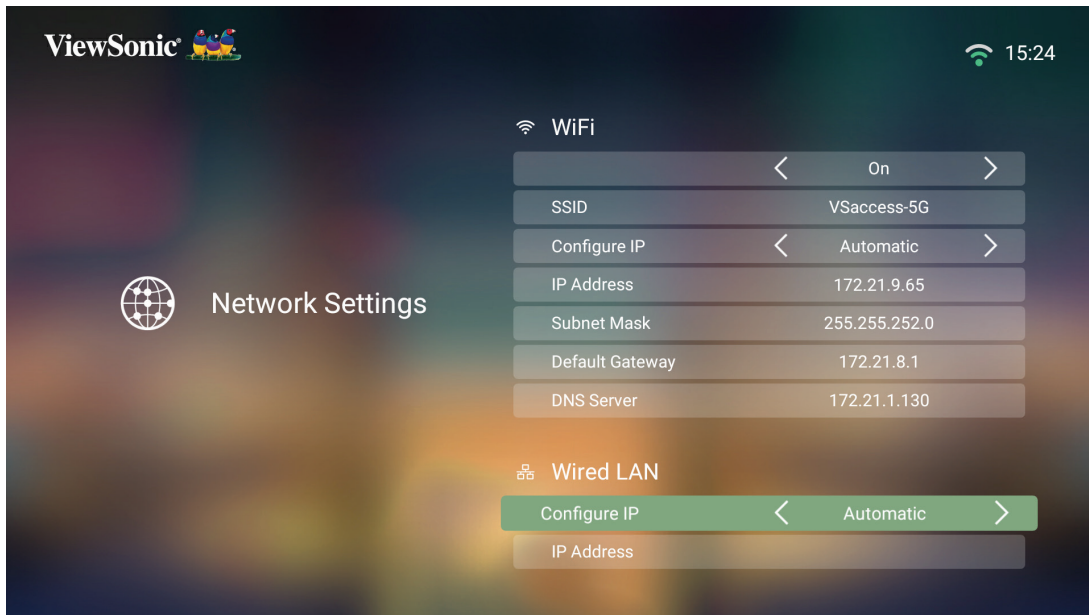 ViewSonic®
15:24
WiFi
On
SSID VSaccess-5G
Configure IP Automatic
IP Address 172.21.9.65
Subnet Mask 255.255.252.0
Default Gateway 172.21.8.1
DNS Server 172.21.1.130
Network Settings
Wired LAN
Configure IP Automatic
IP Address